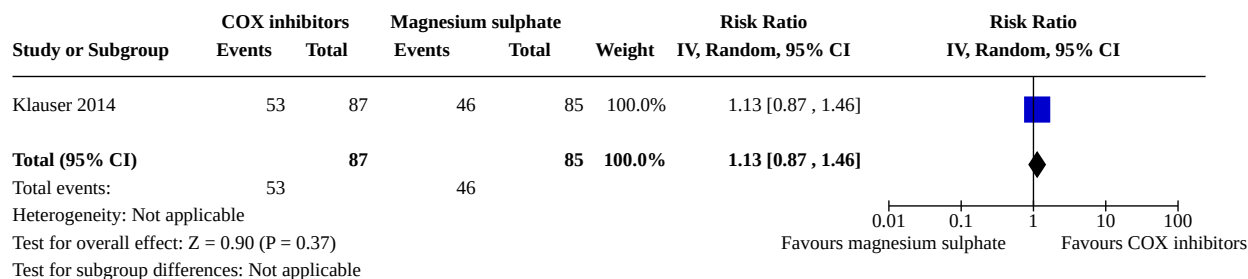 COX inhibitors Magnesium sulphate Risk Ratio Risk Ratio
Study or Subgroup Events Total Events Total Weight IV, Random, 95% CI IV, Random, 95% CI
Klauser 2014 53 87 46 85 100.0% 1.13 [0.87 , 1.46]
Total (95% CI) 87 85 100.0% 1.13 [0.87 , 1.46]
Total events: 53 46
Heterogeneity: Not applicable
0.01 0.1 1 10 100
Test for overall effect: Z = 0.90 (P = 0.37)
Favours magnesium sulphate Favours COX inhibitors
Test for subgroup differences: Not applicable